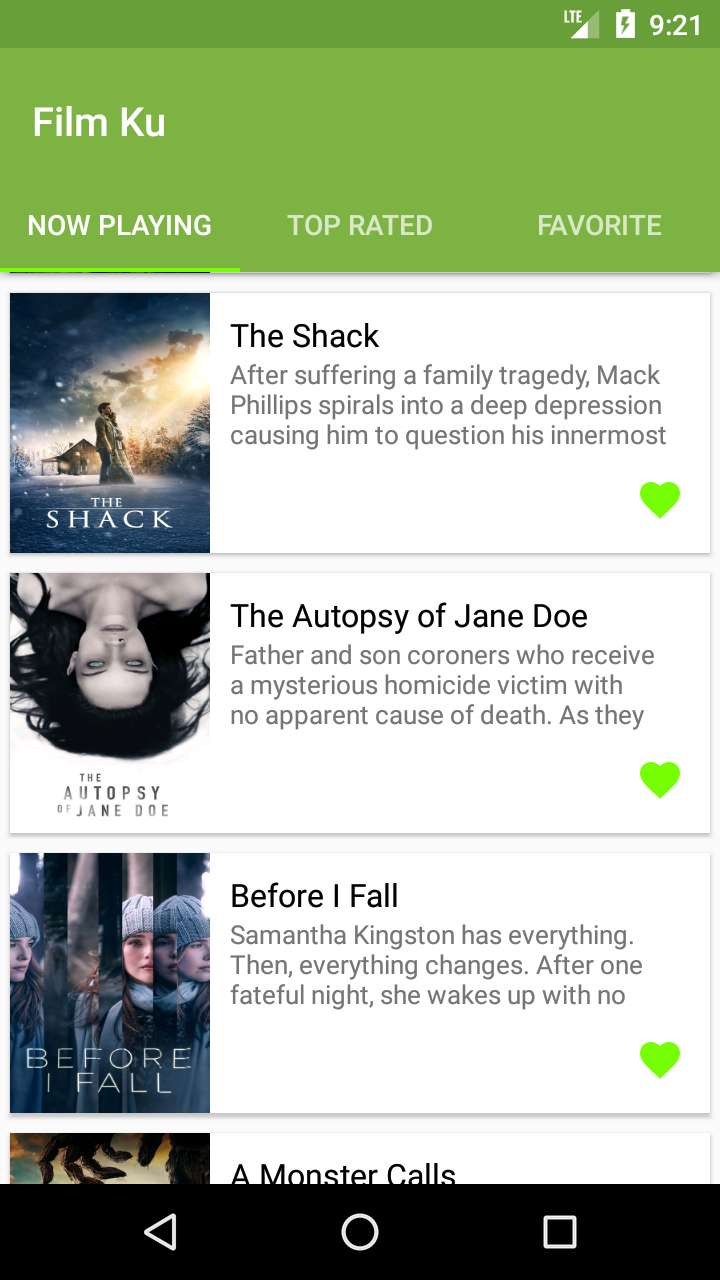 LTE 9:21
Film Ku
NOW PLAYING TOP RATED FAVORITE
The Shack
After suffering a family tragedy, Mack
Phillips spirals into a deep depression
causing him to question his innermost
THE
SHACK
The Autopsy of Jane Doe
Father and son coroners who receive
a mysterious homicide victim with
no apparent cause of death. As they
THE
AUTOPSY
OF JANE DOE
Before I Fall
Samantha Kingston has everything.
Then, everything changes. After one
fateful night, she wakes up with no
BEFORE
I FALL
A Monster Calls